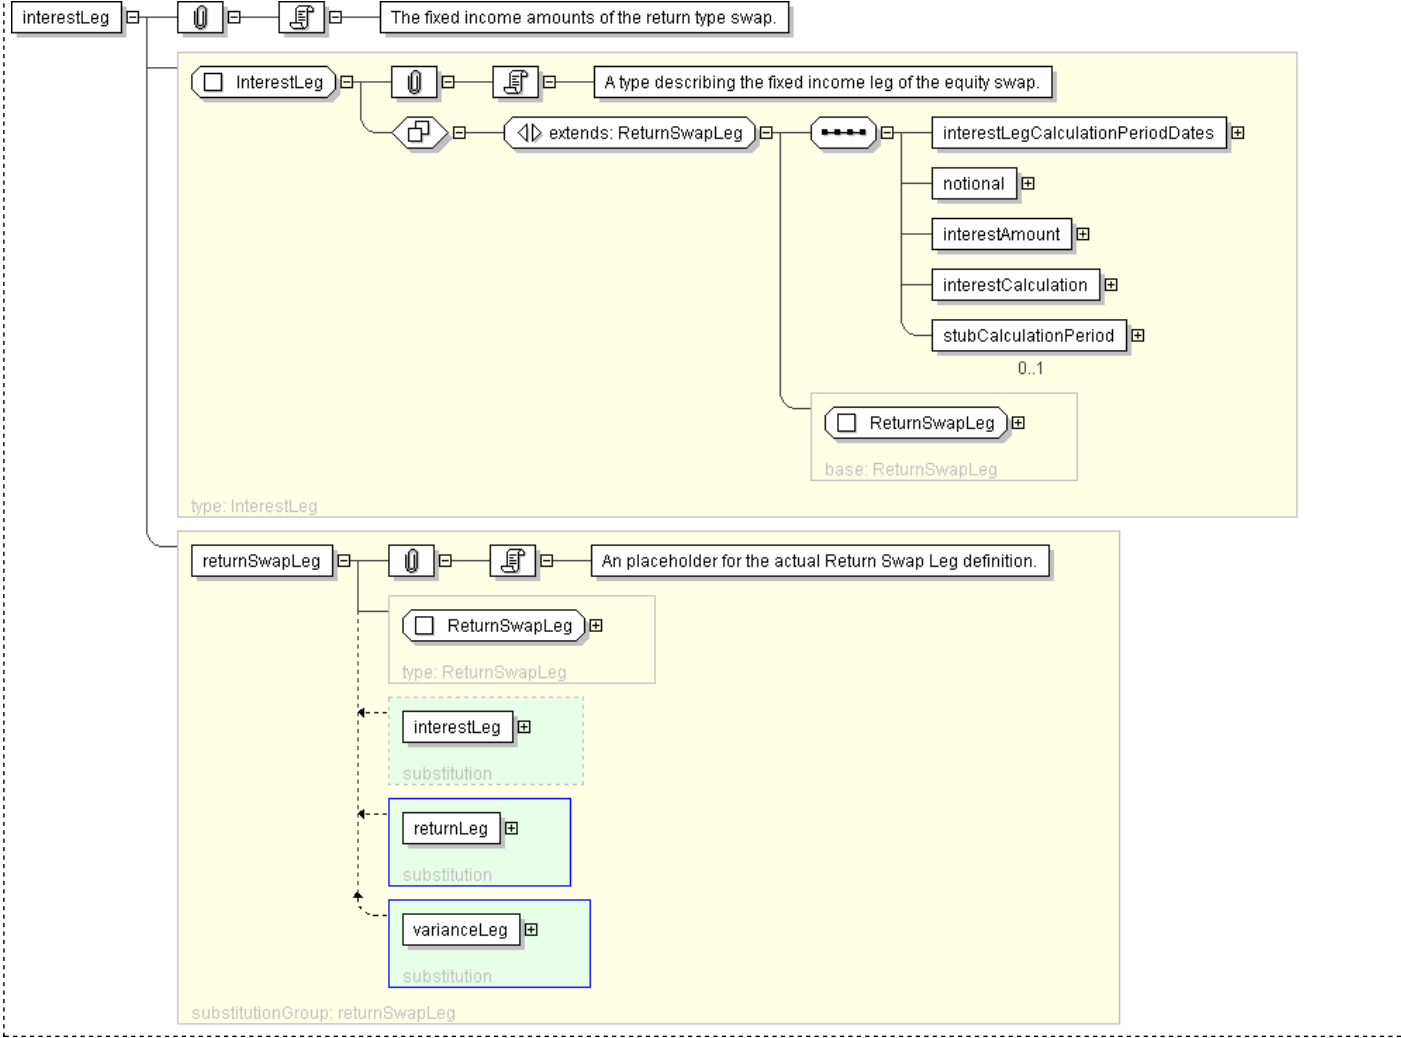 interestLeg
The fixed income amounts of the return type swap.
InterestLeg
A type describing the fixed income leg of the equity swap.
extends: ReturnSwapLeg
interestLegCalculationPeriodDates
notional
interestAmount
interestCalculation
stubCalculationPeriod
0..1
ReturnSwapLeg
base: ReturnSwapLeg
type: InterestLeg
returnSwapLeg
An placeholder for the actual Return Swap Leg definition.
ReturnSwapLeg
type: ReturnSwapLeg
interestLeg
substitution
returnLeg
substitution
varianceLeg
substitution
substitutionGroup: returnSwapLeg